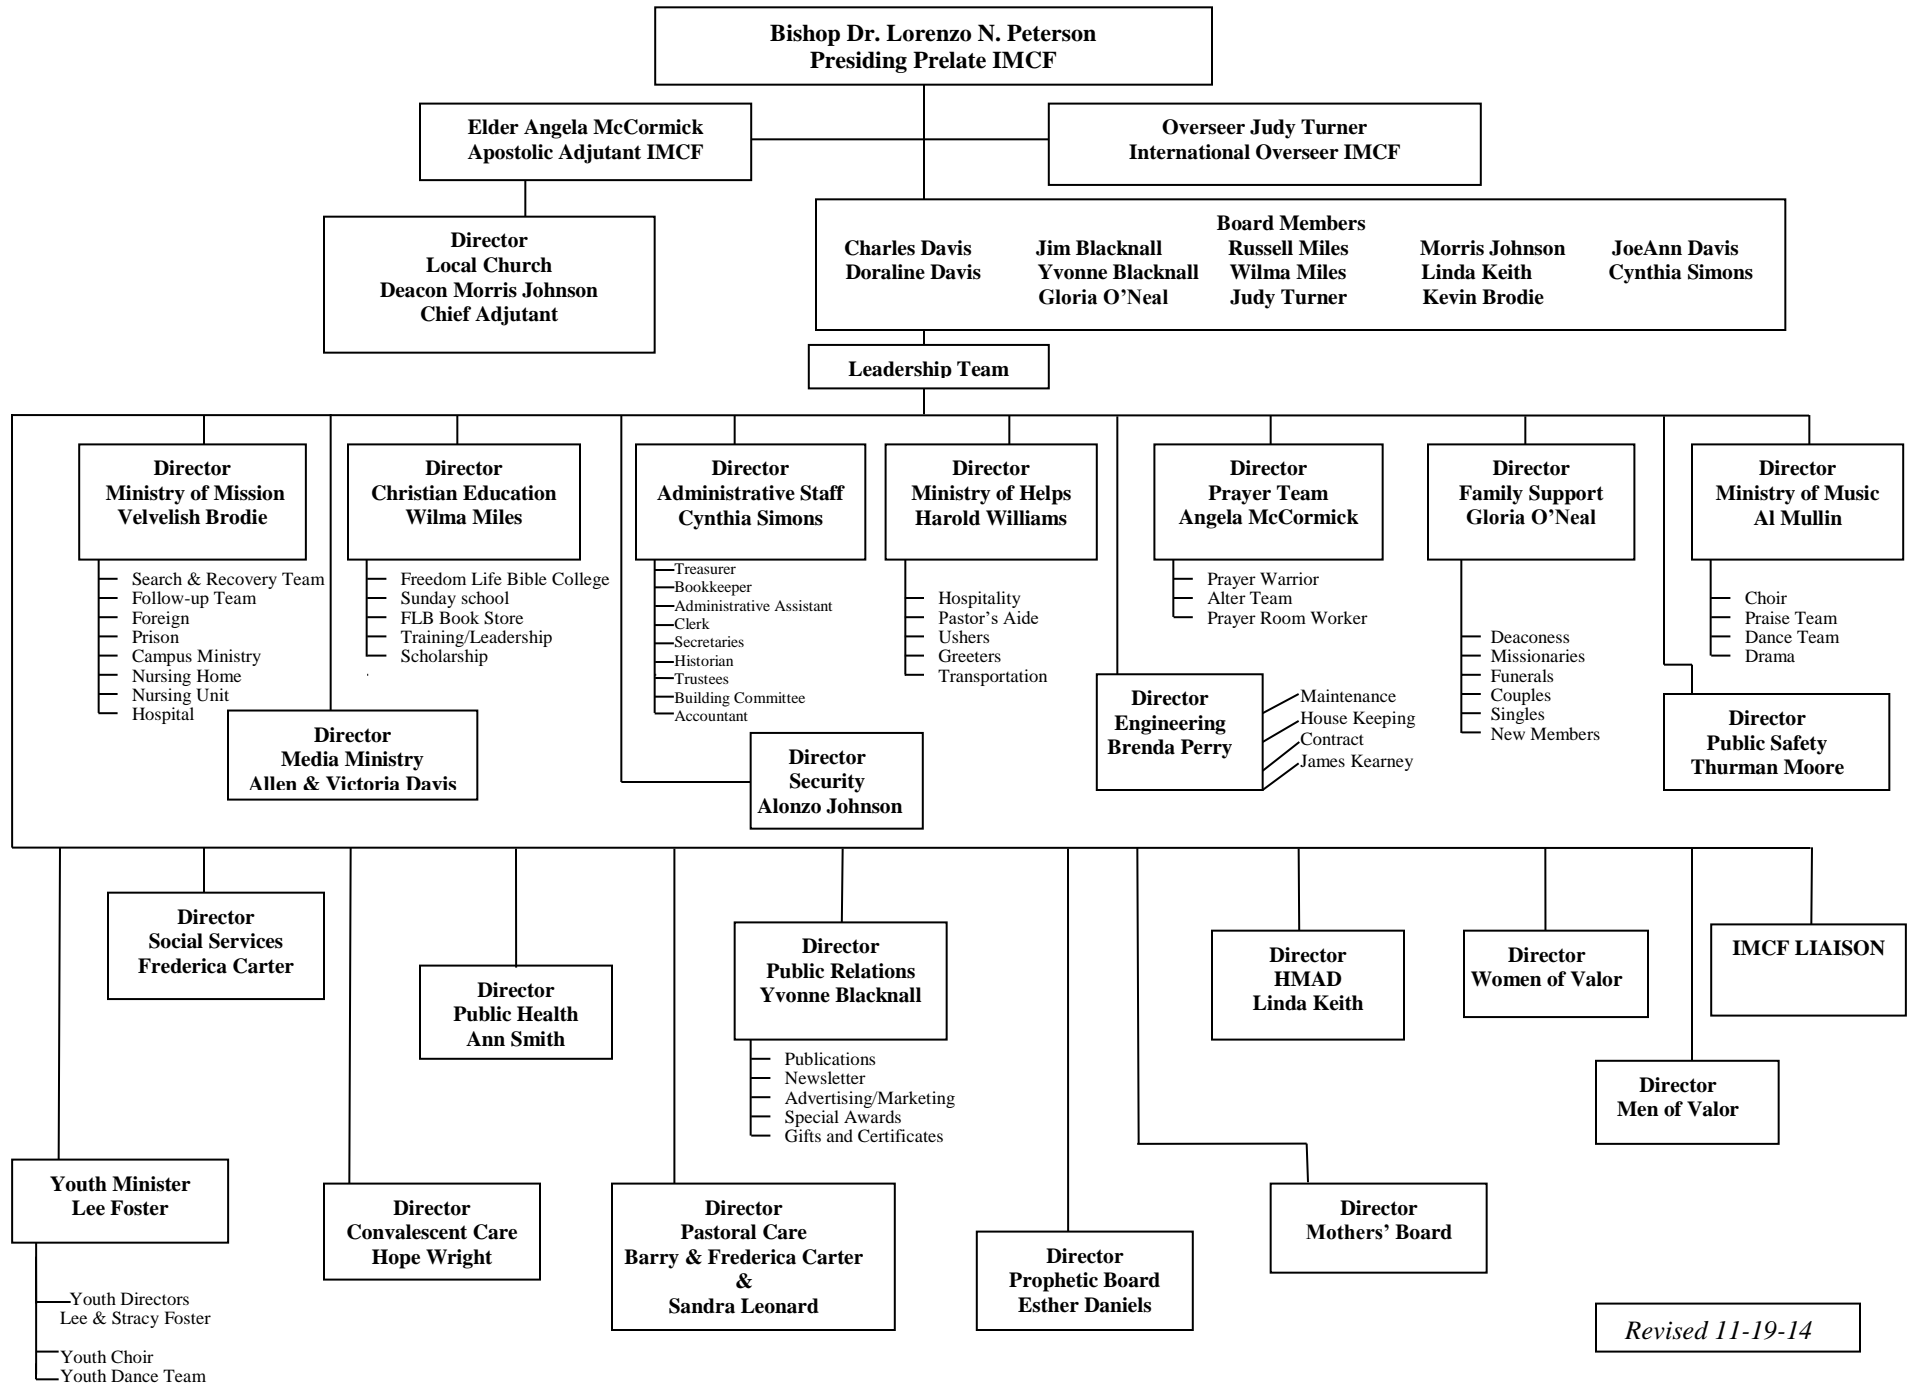 Bishop Dr. Lorenzo N. Peterson
Presiding Prelate IMCF
Elder Angela McCormick
Apostolic Adjutant IMCF
Overseer Judy Turner
International Overseer IMCF
Director
Local Church
Deacon Morris Johnson
Chief Adjutant
Board Members
Charles Davis Jim Blacknall Russell Miles Morris Johnson JoeAnn Davis
Doraline Davis Yvonne Blacknall Wilma Miles Linda Keith Cynthia Simons
Gloria O’Neal Judy Turner Kevin Brodie
Leadership Team
Director
Ministry of Mission
Velvelish Brodie
Search & Recovery Team
Follow-up Team
Foreign
Prison
Campus Ministry
Nursing Home
Nursing Unit
Hospital
Director
Media Ministry
Allen & Victoria Davis
Director
Christian Education
Wilma Miles
Freedom Life Bible College
Sunday school
FLB Book Store
Training/Leadership
Scholarship
.
Director
Administrative Staff
Cynthia Simons
Treasurer
Bookkeeper
Administrative Assistant
Clerk
Secretaries
Historian
Trustees
Building Committee
Accountant
Director
Security
Alonzo Johnson
Director
Ministry of Helps
Harold Williams
Hospitality
Pastor’s Aide
Ushers
Greeters
Transportation
Director
Prayer Team
Angela McCormick
Prayer Warrior
Alter Team
Prayer Room Worker
Director
Engineering
Brenda Perry
Maintenance
House Keeping
Contract
James Kearney
Director
Family Support
Gloria O’Neal
Deaconess
Missionaries
Funerals
Couples
Singles
New Members
Director
Ministry of Music
Al Mullin
Choir
Praise Team
Dance Team
Drama
Director
Public Safety
Thurman Moore
Director
Social Services
Frederica Carter
Director
Public Health
Ann Smith
Director
Public Relations
Yvonne Blacknall
Publications
Newsletter
Advertising/Marketing
Special Awards
Gifts and Certificates
Director
HMAD
Linda Keith
Director
Women of Valor
IMCF LIAISON
Director
Men of Valor
Youth Minister
Lee Foster
Youth Directors
Lee & Stracy Foster
Youth Choir
Youth Dance Team
Director
Convalescent Care
Hope Wright
Director
Pastoral Care
Barry & Frederica Carter
&
Sandra Leonard
Director
Prophetic Board
Esther Daniels
Director
Mothers’ Board
Revised 11-19-14